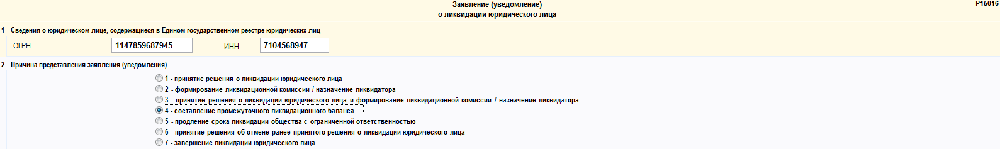 Заявление (уведомление)
Р15016
о ликвидации юридического лица
1 Сведения о юридическом лице, содержащиеся в Едином государственном реестре юридических лиц
ОГРН 1147859687945 ИНН 7104568947
2 Причина представления заявления (уведомления)
1 - принятие решения о ликвидации юридического лица
2 - формирование ликвидационной комиссии / назначение ликвидатора
3 - принятие решения о ликвидации юридического лица и формирование ликвидационной комиссии / назначение ликвидатора
4 - составление промежуточного ликвидационного баланса
5 - продление срока ликвидации общества с ограниченной ответственностью
6 - принятие решения об отмене ранее принятого решения о ликвидации юридического лица
7 - завершение ликвидации юридического лица